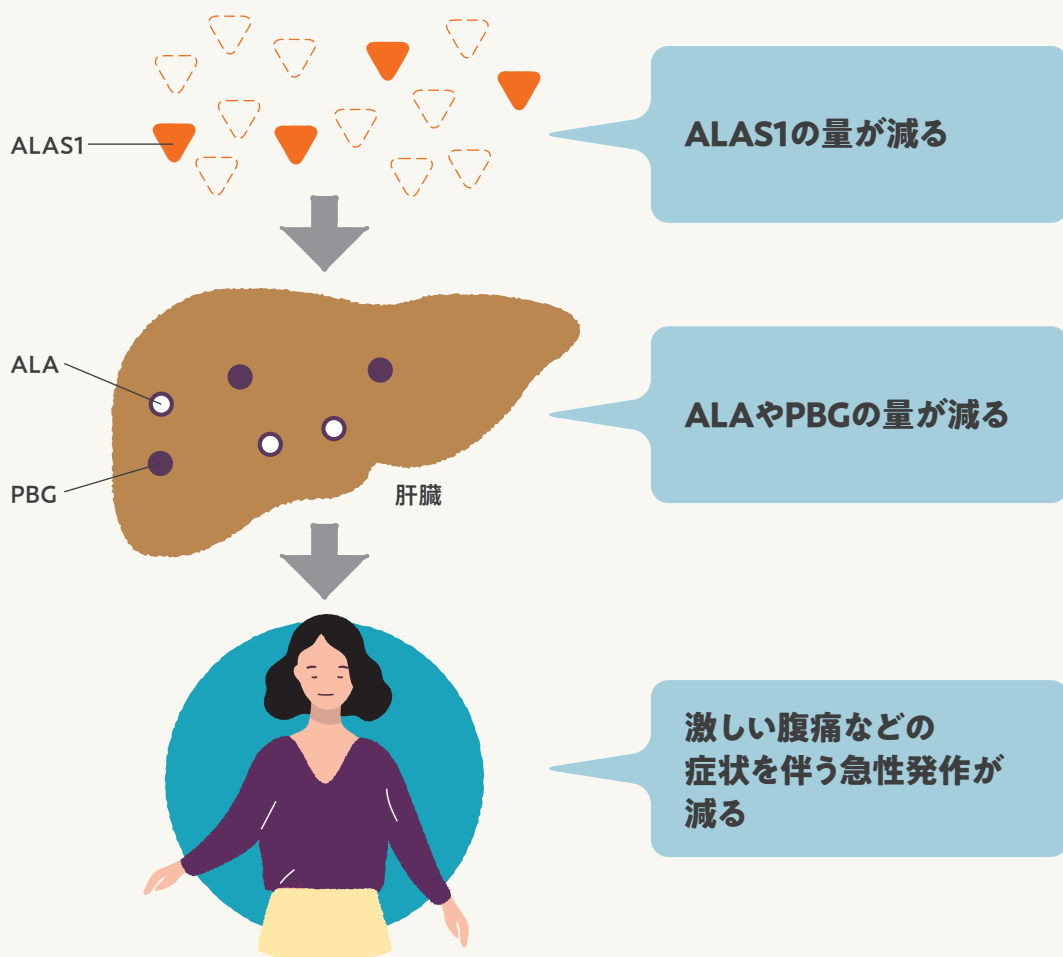 ALAS1
ALAS1の量が減る
ALA
PBG
肝臓
ALAやPBGの量が減る
激しい腹痛などの
症状を伴う急性発作が
減る